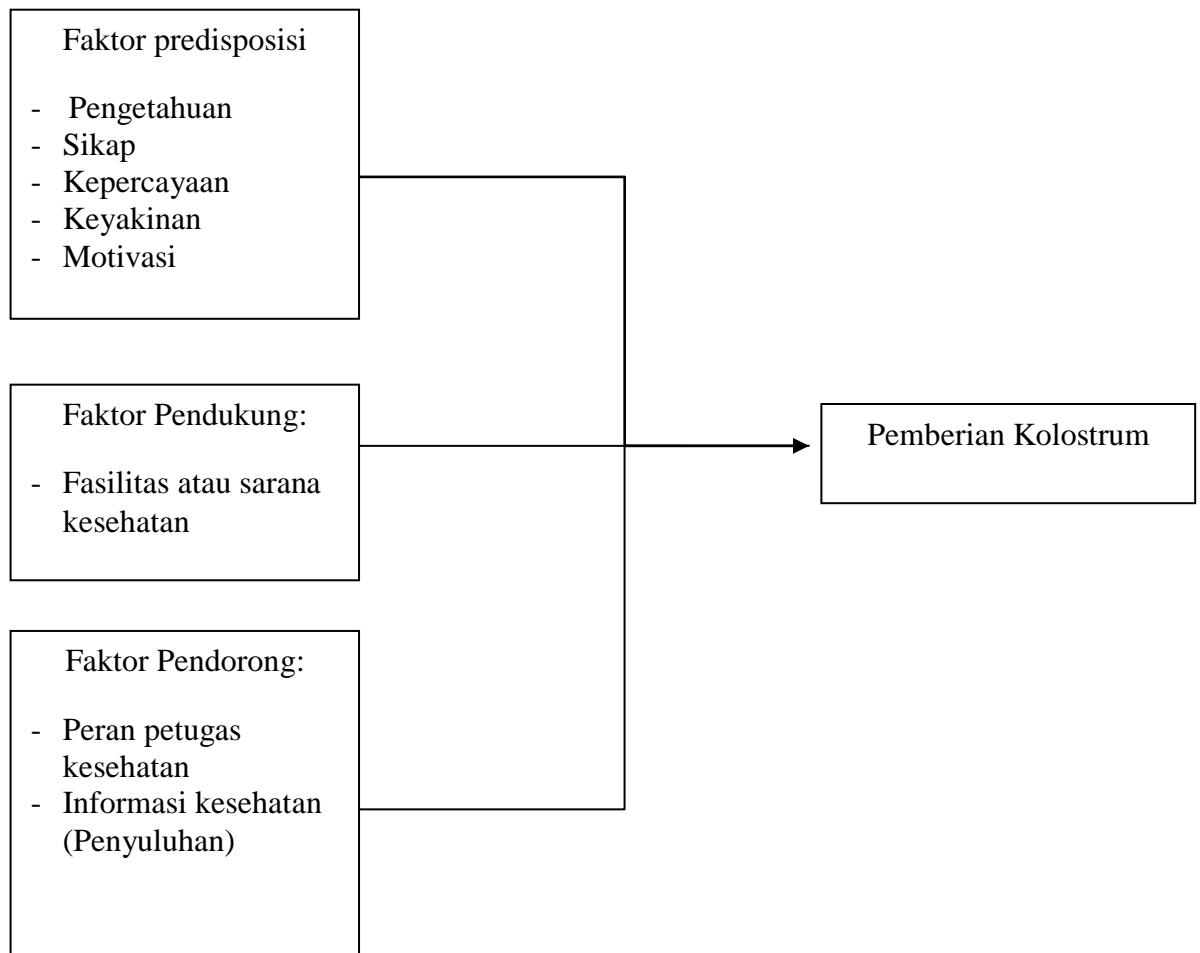 Faktor predisposisi
- Pengetahuan
- Sikap
- Kepercayaan
- Keyakinan
- Motivasi
Faktor Pendukung:
- Fasilitas atau sarana
kesehatan
Pemberian Kolostrum
Faktor Pendorong:
- Peran petugas
kesehatan
- Informasi kesehatan
(Penyuluhan)